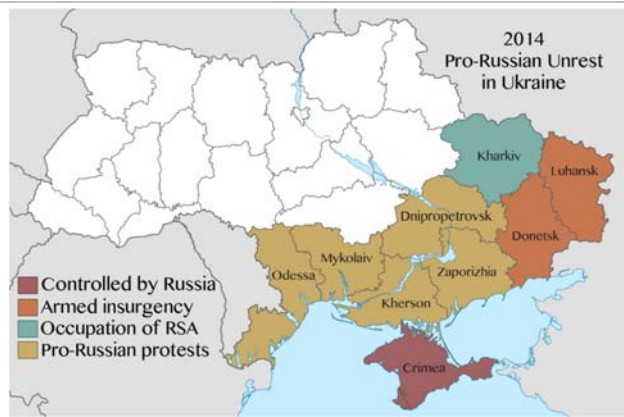 2014
Pro-Russian Unrest
in Ukraine
Kharkiv
Luhansk
Dnipropetrovsk
Donetsk
Mykolaiv
Odessa
Zaporizhia
Kherson
Crimea
Controlled by Russia
Armed insurgency
Occupation of RSA
Pro-Russian protests